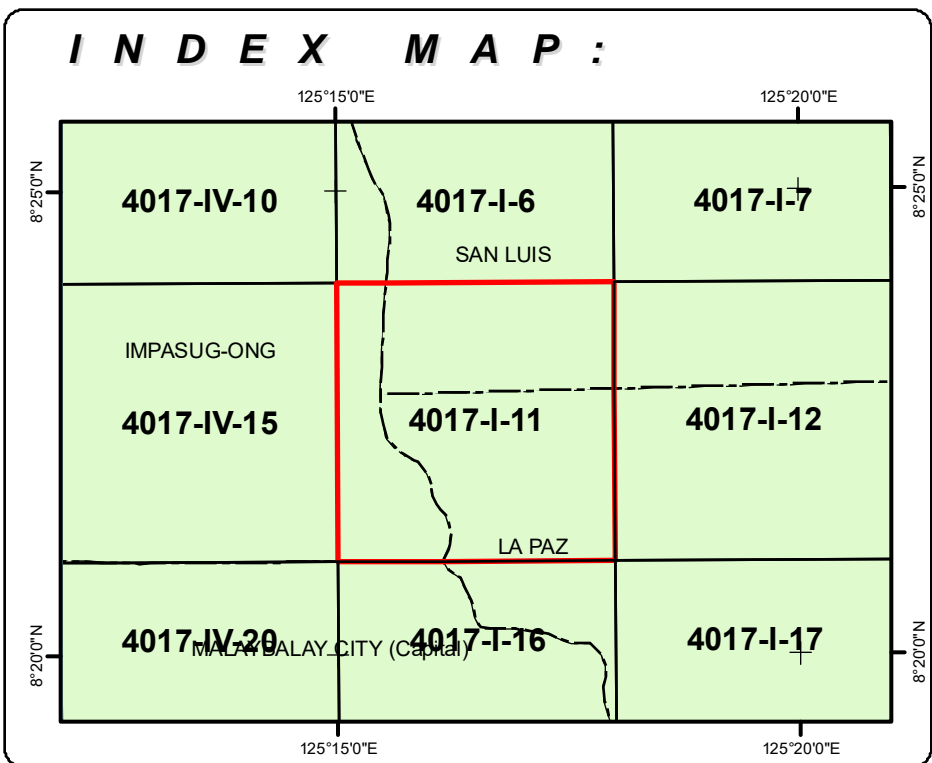 INDEX MAP:
125°15'0"E 125°20'0"E
8°25'0"N 8°25'0"N
4017-IV-10 4017-I-6 4017-I-7
SAN LUIS
IMPASUG-ONG
4017-IV-15 4017-I-11 4017-I-12
LA PAZ
4017-IV-20 4017-I-16 4017-I-17
MALAYBALAY CITY (Capital)
8°20'0"N 8°20'0"N
125°15'0"E 125°20'0"E